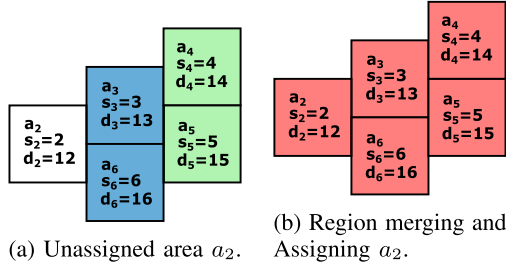 a₂
s₂=2
d₂=12
a₃
s₃=3
d₃=13
a₄
s₄=4
d₄=14
a₅
s₅=5
d₅=15
a₆
s₆=6
d₆=16
(a) Unassigned area a₂.
a₂
s₂=2
d₂=12
a₃
s₃=3
d₃=13
a₄
s₄=4
d₄=14
a₅
s₅=5
d₅=15
a₆
s₆=6
d₆=16
(b) Region merging and
Assigning a₂.